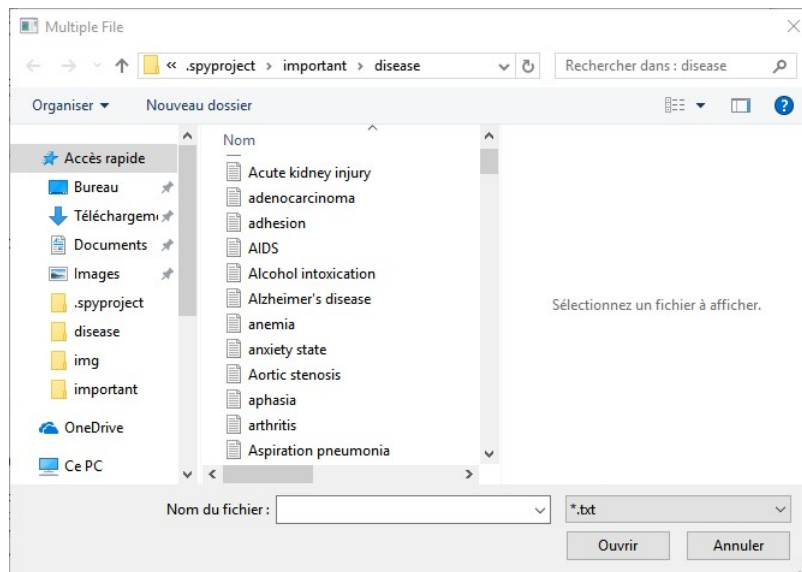 Multiple File
« .spyproject › important › disease
Rechercher dans : disease
Organiser
Nouveau dossier
Nom
Accès rapide
Bureau
Téléchargem
Documents
Images
.spyproject
disease
img
important
OneDrive
Ce PC
Acute kidney injury
adenocarcinoma
adhesion
AIDS
Alcohol intoxication
Alzheimer's disease
anemia
anxiety state
Aortic stenosis
aphasia
arthritis
Aspiration pneumonia
Sélectionnez un fichier à afficher.
Nom du fichier :
*.txt
Ouvrir
Annuler